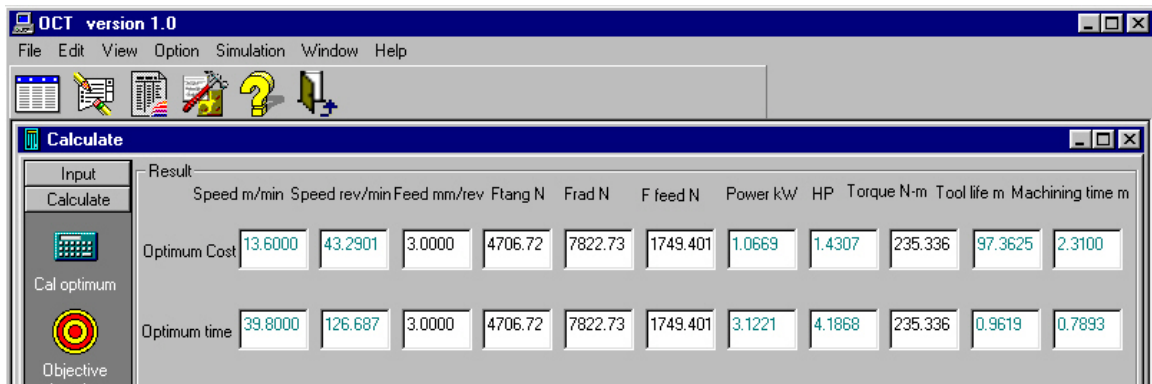 OCT version 1.0
File Edit View Option Simulation Window Help
Calculate
Input
Calculate
Cal optimum
Objective
Result
Speed m/min Speed rev/min Feed mm/rev Ftang N Frad N F feed N Power kW HP Torque N-m Tool life m Machining time m
Optimum Cost 13.6000 43.2901 3.0000 4706.72 7822.73 1749.401 1.0669 1.4307 235.336 97.3625 2.3100
Optimum time 39.8000 126.687 3.0000 4706.72 7822.73 1749.401 3.1221 4.1868 235.336 0.9619 0.7893